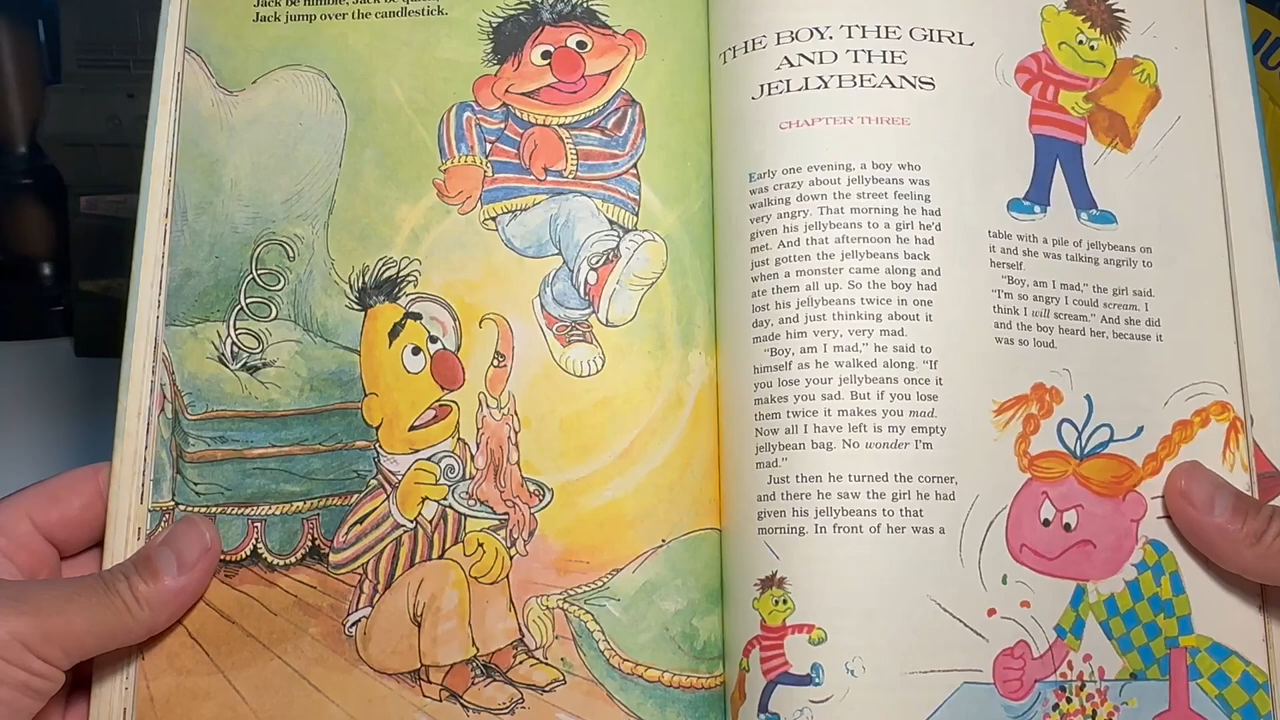 Jack be nimble, Jack be quick,
Jack jump over the candlestick.
THE BOY, THE GIRL
AND THE
JELLYBEANS
CHAPTER THREE
Early one evening, a boy who
was crazy about jellybeans was
walking down the street feeling
very angry. That morning he had
given his jellybeans to a girl he'd
met. And that afternoon he had
just gotten the jellybeans back
when a monster came along and
ate them all up. So the boy had
lost his jellybeans twice in one
day, and just thinking about it
made him very, very mad.
"Boy, am I mad," he said to
himself as he walked along. "If
you lose your jellybeans once it
makes you sad. But if you lose
them twice it makes you mad.
Now all I have left is my empty
jellybean bag. No wonder I'm
mad."
Just then he turned the corner,
and there he saw the girl he had
given his jellybeans to that
morning. In front of her was a
table with a pile of jellybeans on
it and she was talking angrily to
herself.
"Boy, am I mad," the girl said.
"I'm so angry I could scream. I
think I will scream." And she did
and the boy heard her, because it
was so loud.